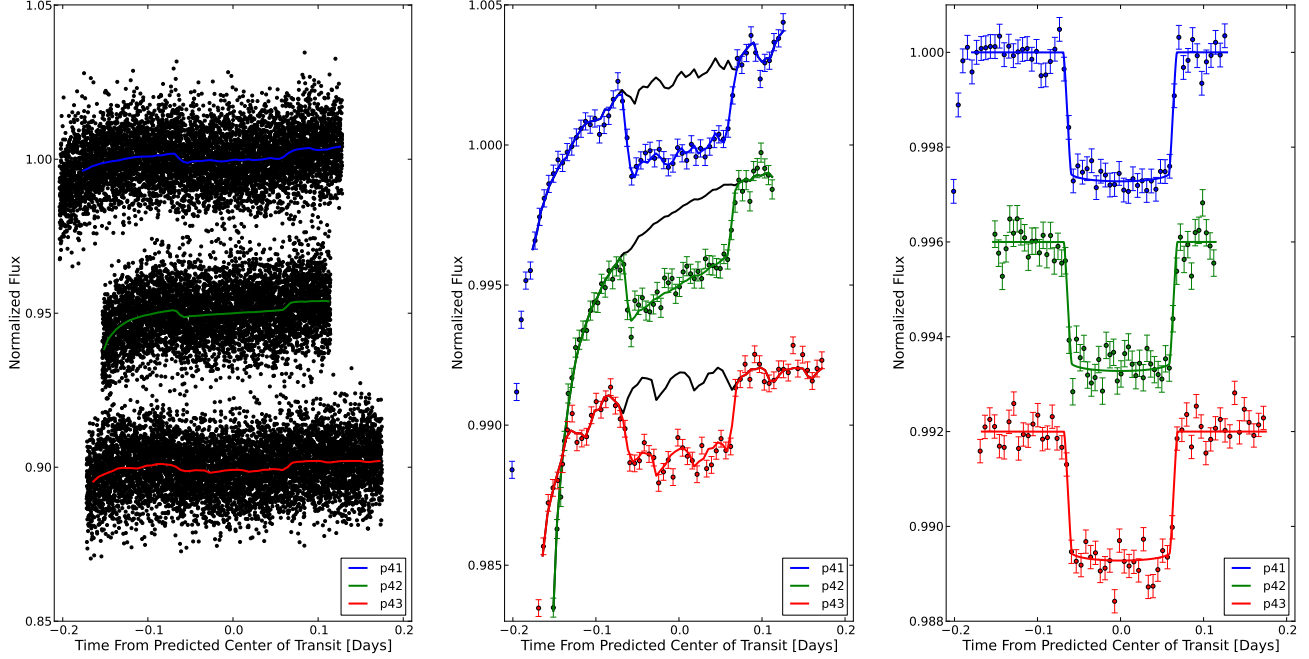 Normalized Flux
1.05
1.00
0.95
0.90
0.85
−0.2
−0.1
0.0
0.1
0.2
Time From Predicted Center of Transit [Days]
p41
p42
p43
Normalized Flux
1.005
1.000
0.995
0.990
0.985
−0.2
−0.1
0.0
0.1
0.2
Time From Predicted Center of Transit [Days]
p41
p42
p43
Normalized Flux
1.000
0.998
0.996
0.994
0.992
0.990
0.988
−0.2
−0.1
0.0
0.1
0.2
Time From Predicted Center of Transit [Days]
p41
p42
p43